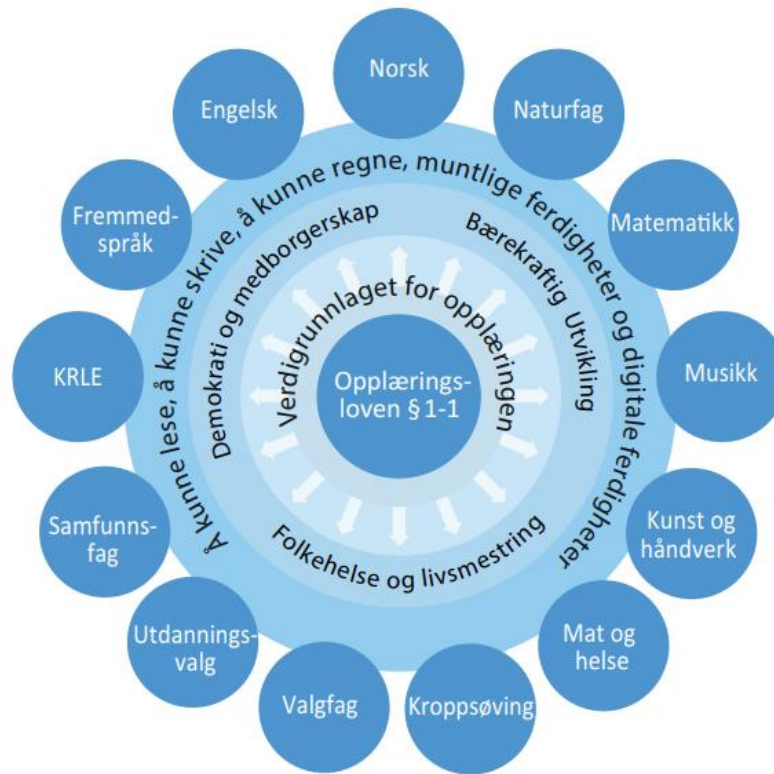 Norsk
Naturfag
Matematikk
Musikk
Kunst og
håndverk
Mat og
helse
Kroppsøving
Valgfag
Utdannings-
valg
Samfunns-
fag
KRLE
Fremmed-
språk
Engelsk
Å kunne lese, å kunne skrive, å kunne regne, muntlige ferdigheter og digitale ferdigheter
Demokrati og medborgerskap
Bærekraftig Utvikling
Folkehelse og livsmestring
Verdigrunnlaget for opplæringen
Opplærings-
loven § 1-1